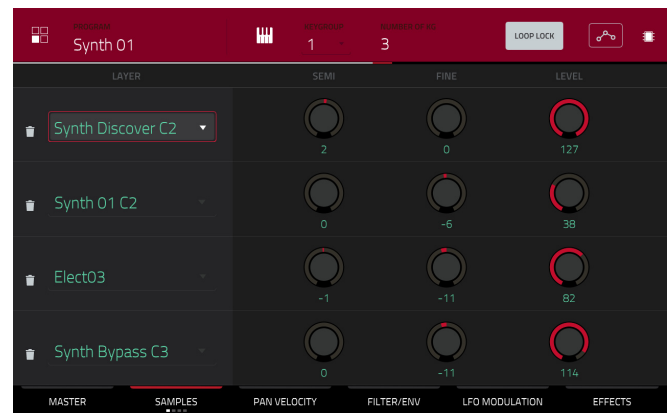 PROGRAM KEYGROUP NUMBER OF KG
Synth 01 1 3 LOOP LOCK
LAYER SEMI FINE LEVEL
Synth Discover C2 2 0 127
Synth 01 C2 0 -6 38
Elect03 -1 -11 82
Synth Bypass C3 0 -11 114
MASTER SAMPLES PAN VELOCITY FILTER/ENV LFO MODULATION EFFECTS